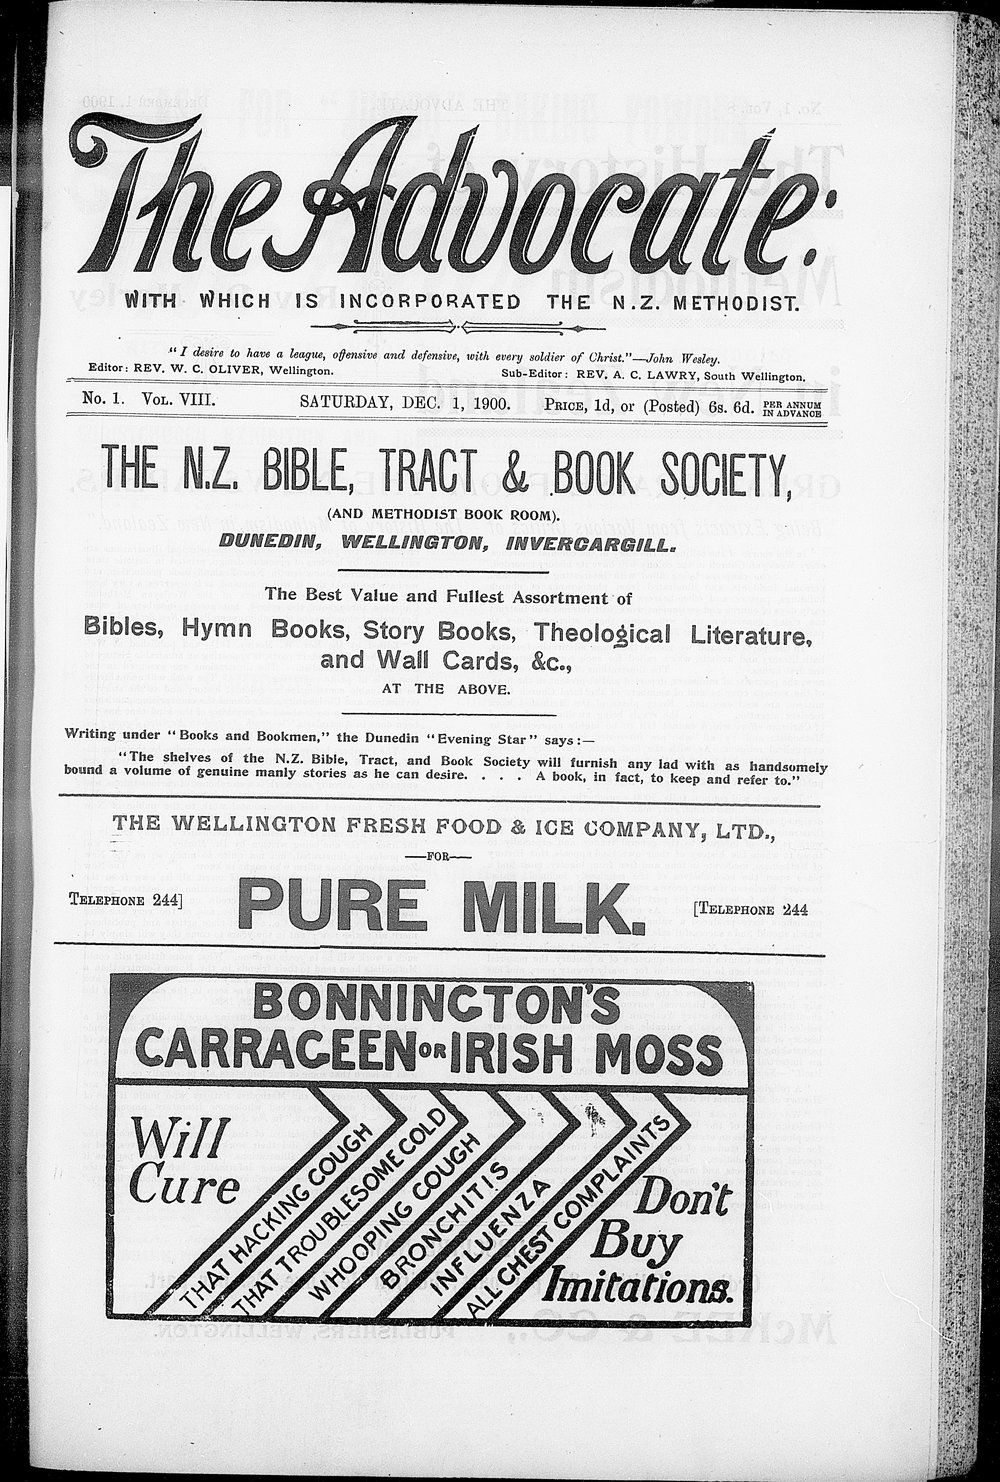 The Advocate:
WITH WHICH IS INCORPORATED THE N.Z. METHODIST.
"I desire to have a league, offensive and defensive, with every soldier of Christ."—John Wesley.
Editor: REV. W. C. OLIVER, Wellington. Sub-Editor: REV. A. C. LAWRY, South Wellington.
No. 1. VOL. VIII. SATURDAY, DEC. 1, 1900. PRICE, 1d, or (Posted) 6s. 6d. PER ANNUM IN ADVANCE
THE N.Z. BIBLE, TRACT & BOOK SOCIETY,
(AND METHODIST BOOK ROOM).
DUNEDIN, WELLINGTON, INVERCARGILL.
The Best Value and Fullest Assortment of
Bibles, Hymn Books, Story Books, Theological Literature,
and Wall Cards, &c.,
AT THE ABOVE.
Writing under "Books and Bookmen," the Dunedin "Evening Star" says:—
"The shelves of the N.Z. Bible, Tract, and Book Society will furnish any lad with as handsomely
bound a volume of genuine manly stories as he can desire. . . . . A book, in fact, to keep and refer to."
THE WELLINGTON FRESH FOOD & ICE COMPANY, LTD.,
—FOR—
TELEPHONE 244] PURE MILK. [TELEPHONE 244
BONNINGTON'S
CARRAGEEN OR IRISH MOSS
Will
Cure
THAT HACKING COUGH
THAT TROUBLESOME COLD
WHOOPING COUGH
BRONCHITIS
INFLUENZA
ALL CHEST COMPLAINTS
Don't
Buy
Imitations.